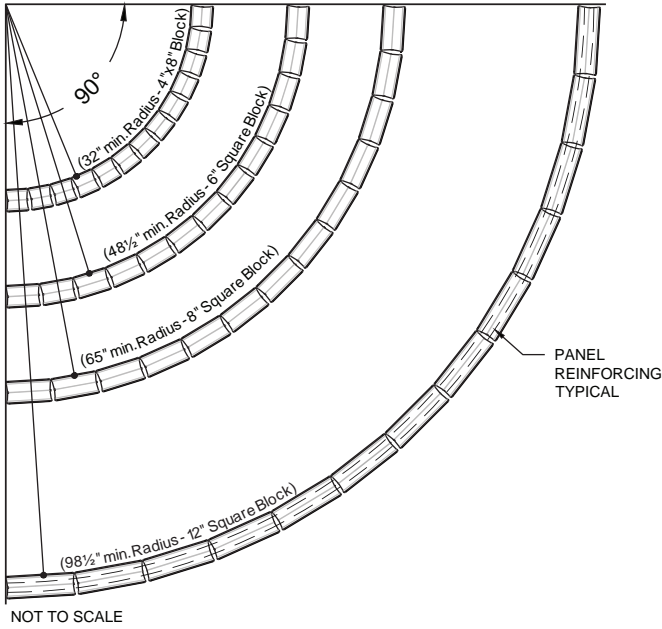 90°
(32" min.Radius - 4"x8" Block)
(48½" min.Radius - 6" Square Block)
(65" min.Radius - 8" Square Block)
(98½" min.Radius - 12" Square Block)
PANEL
REINFORCING
TYPICAL
NOT TO SCALE